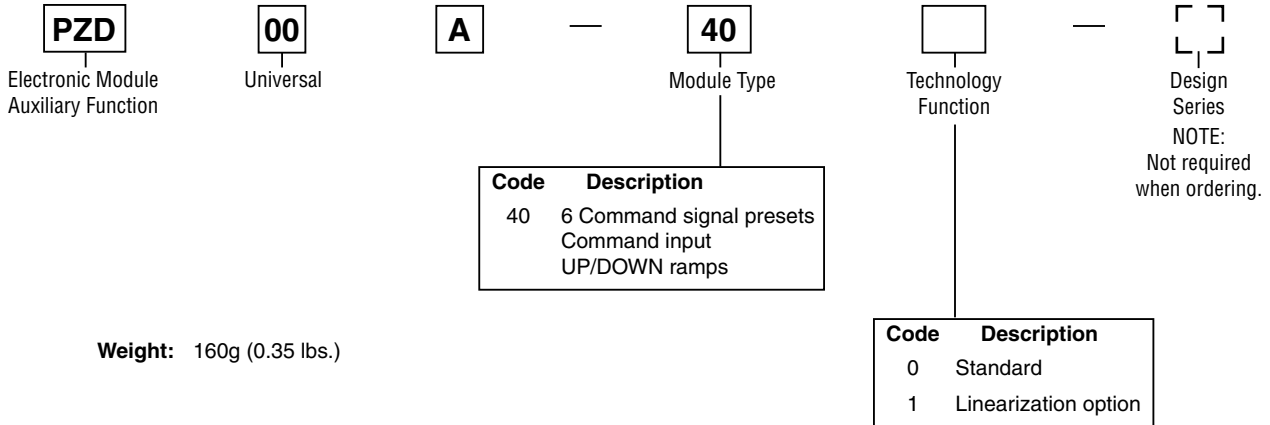 PZD 00 A — 40 —
Electronic Module
Auxiliary Function
Universal
Module Type
Technology
Function
Design
Series
NOTE:
Not required
when ordering.
Code Description
40 6 Command signal presets
Command input
UP/DOWN ramps
Weight: 160g (0.35 lbs.)
Code Description
0 Standard
1 Linearization option